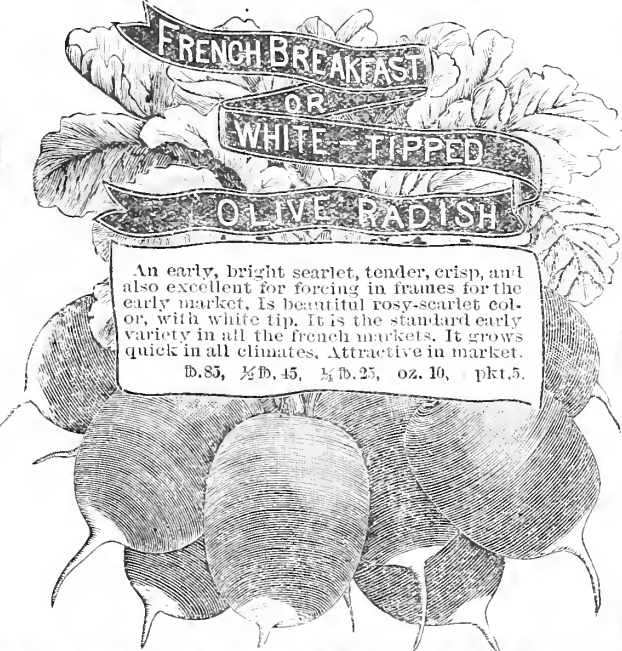 FRENCH BREAKFAST
OR
WHITE-TIPPED
OLIVE RADISH
An early, bright scarlet, tender, crisp, and
also excellent for forcing in frames for the
early market. Is beautiful rosy-scarlet col-
or, with white tip. It is the standard early
variety in all the french markets. It grows
quick in all climates. Attractive in market.
lb. 85, ½ lb. 45, ¼ lb. 25, oz. 10, pkt. 5.